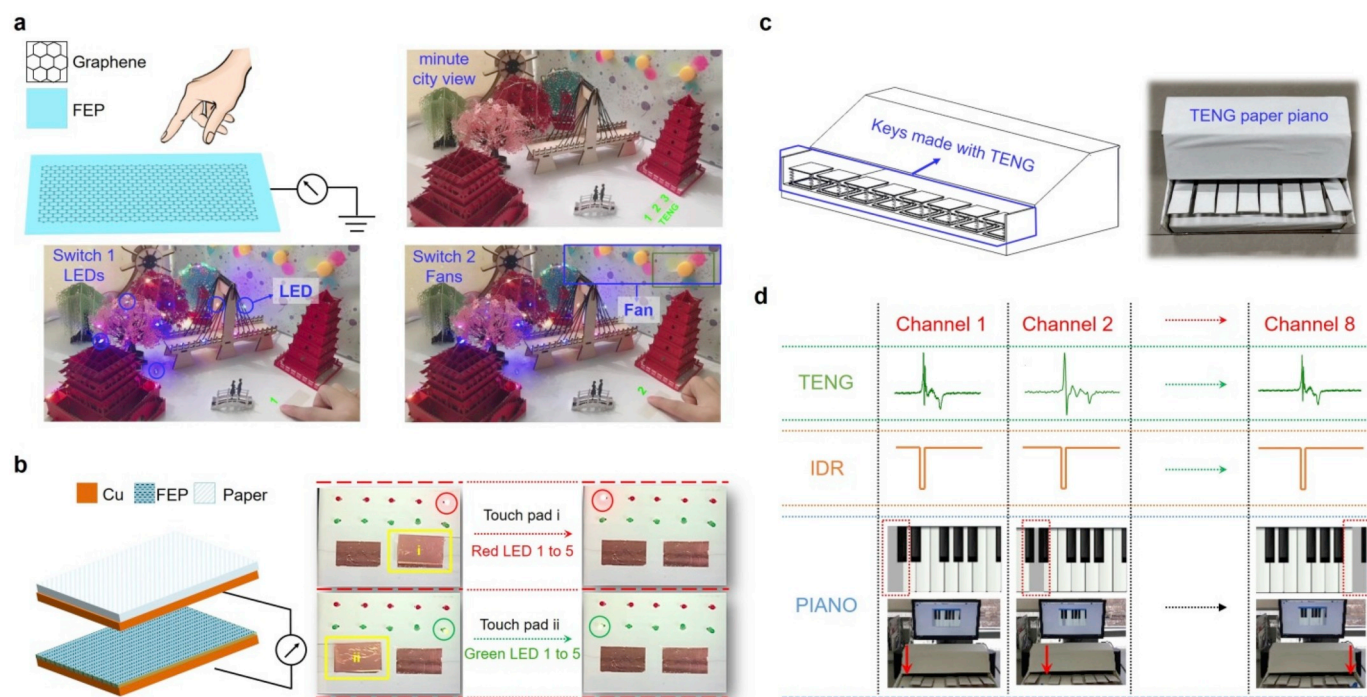 a
Graphene
FEP
minute
city view
1 2 3
TENG
Switch 1
LEDs
LED
1
Switch 2
Fans
Fan
2
b
Cu
FEP
Paper
i
Touch pad i
Red LED 1 to 5
ii
Touch pad ii
Green LED 1 to 5
c
Keys made with TENG
TENG paper piano
d
Channel 1
Channel 2
Channel 8
TENG
IDR
PIANO